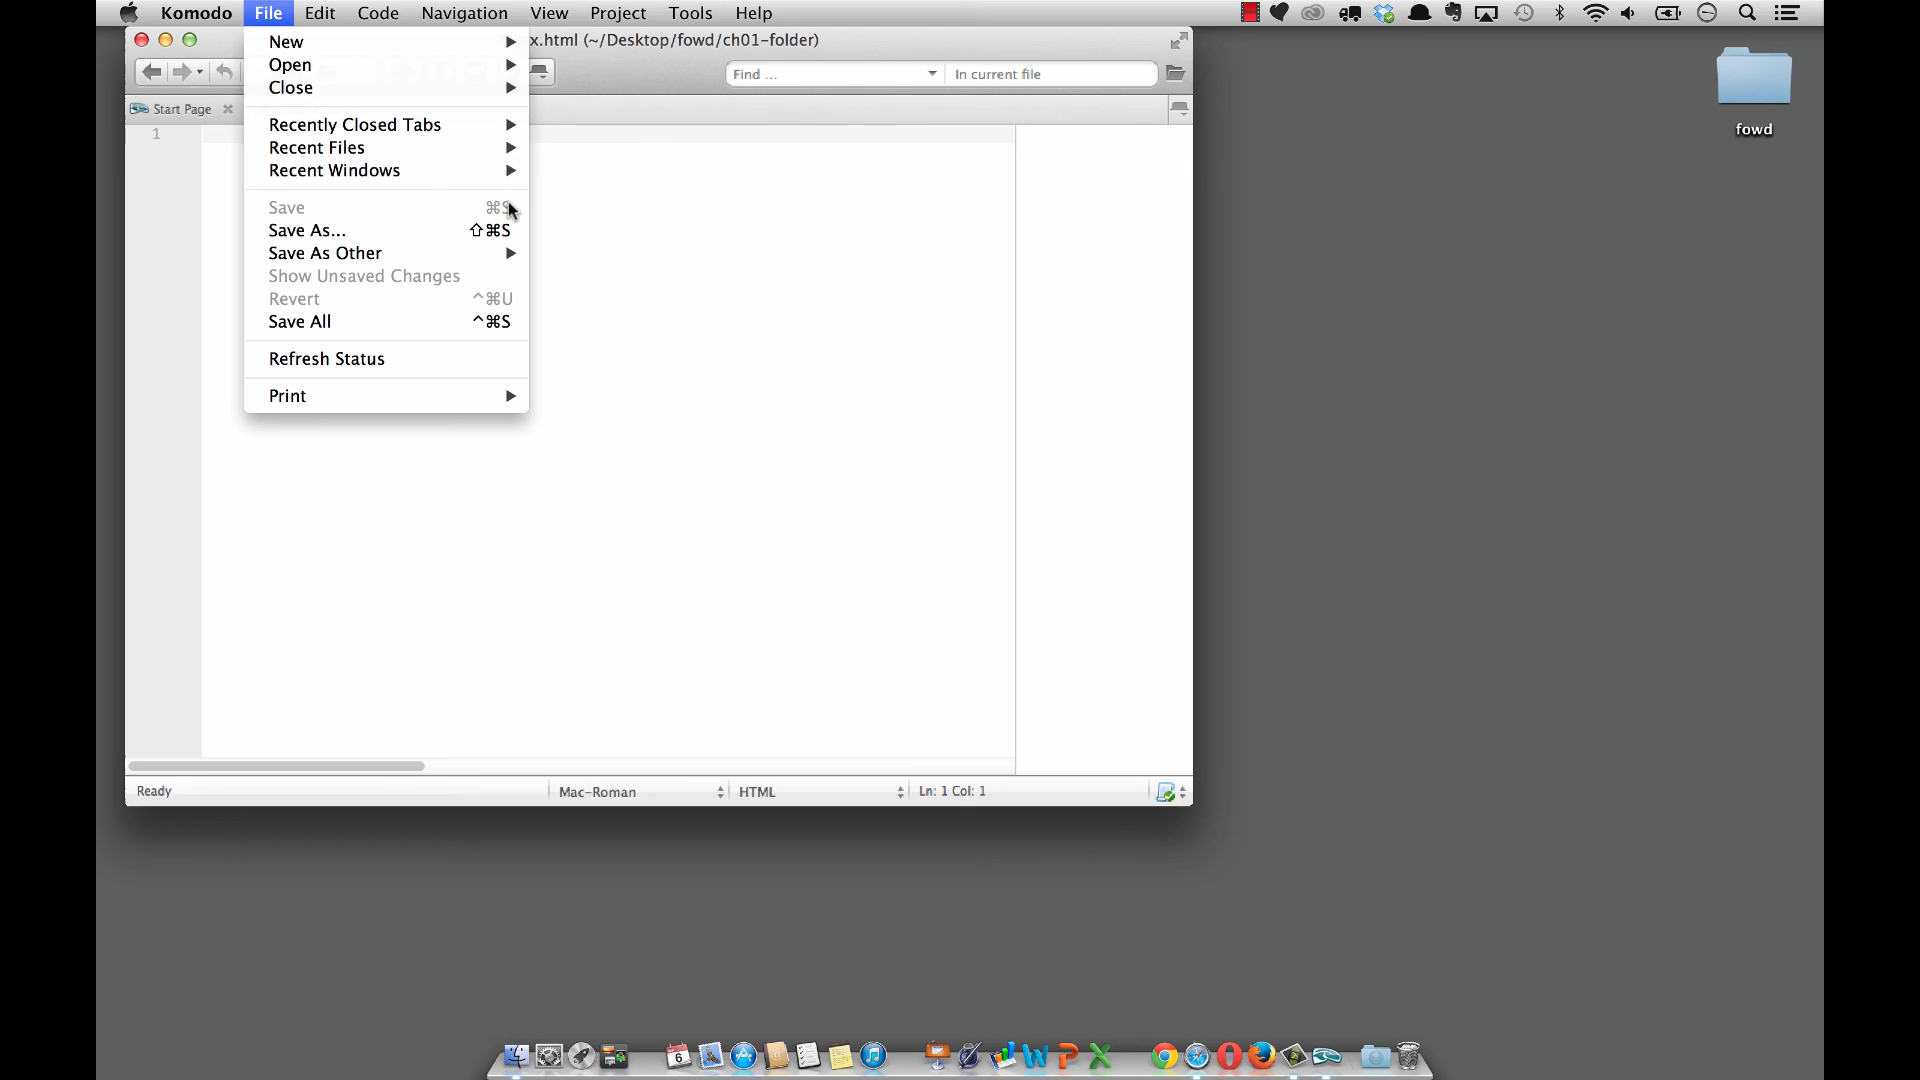 Komodo File Edit Code Navigation View Project Tools Help
x.html (~/Desktop/fowd/ch01-folder)
New
Open
Close
Find ... In current file
Start Page
1
Recently Closed Tabs
Recent Files
Recent Windows
Save
Save As... ⇧⌘S
Save As Other
Show Unsaved Changes
Revert ^⌘U
Save All ^⌘S
Refresh Status
Print
fowd
Ready Mac-Roman HTML Ln: 1 Col: 1
6